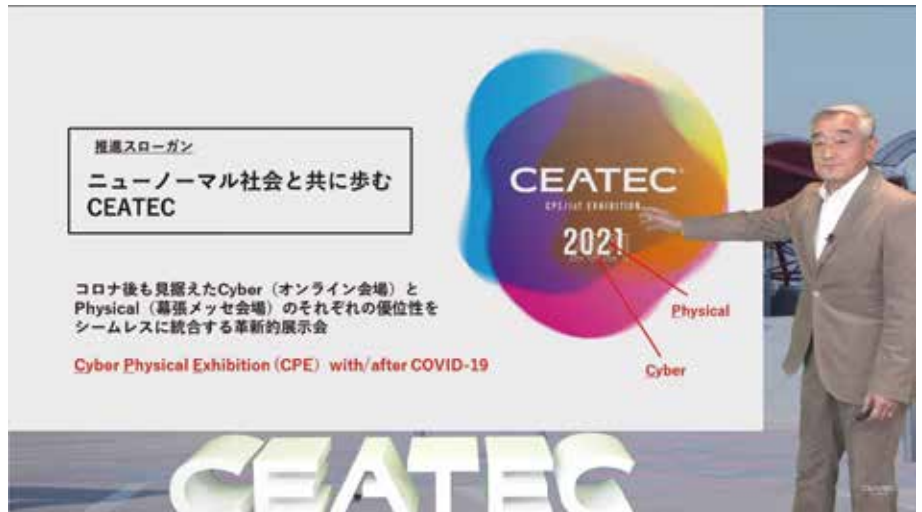 推進スローガン
ニューノーマル社会と共に歩む
CEATEC
コロナ後も見据えたCyber（オンライン会場）と
Physical（幕張メッセ会場）のそれぞれの優位性を
シームレスに統合する革新的展示会
Cyber Physical Exhibition (CPE) with/after COVID-19
CEATEC
CPS/IoT EXHIBITION
2021
Physical
Cyber
CEATEC
CEATEC